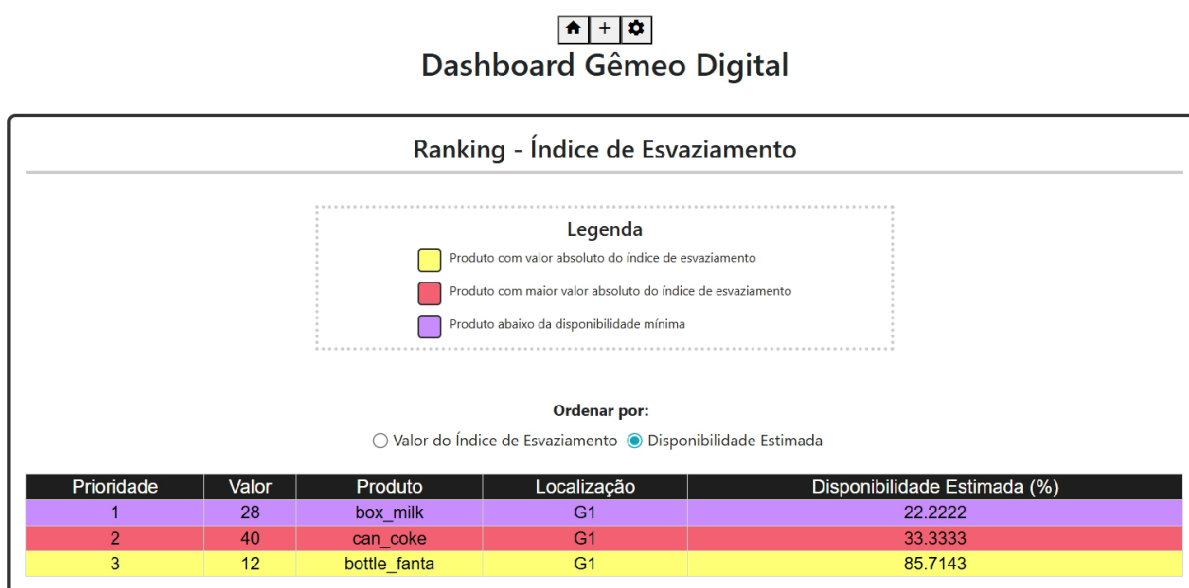 Dashboard Gêmeo Digital
Ranking - Índice de Esvaziamento
Legenda
Produto com valor absoluto do índice de esvaziamento
Produto com maior valor absoluto do índice de esvaziamento
Produto abaixo da disponibilidade mínima
Ordenar por:
Valor do Índice de Esvaziamento Disponibilidade Estimada
Prioridade Valor Produto Localização Disponibilidade Estimada (%)
1 28 box_milk G1 22.2222
2 40 can_coke G1 33.3333
3 12 bottle_fanta G1 85.7143